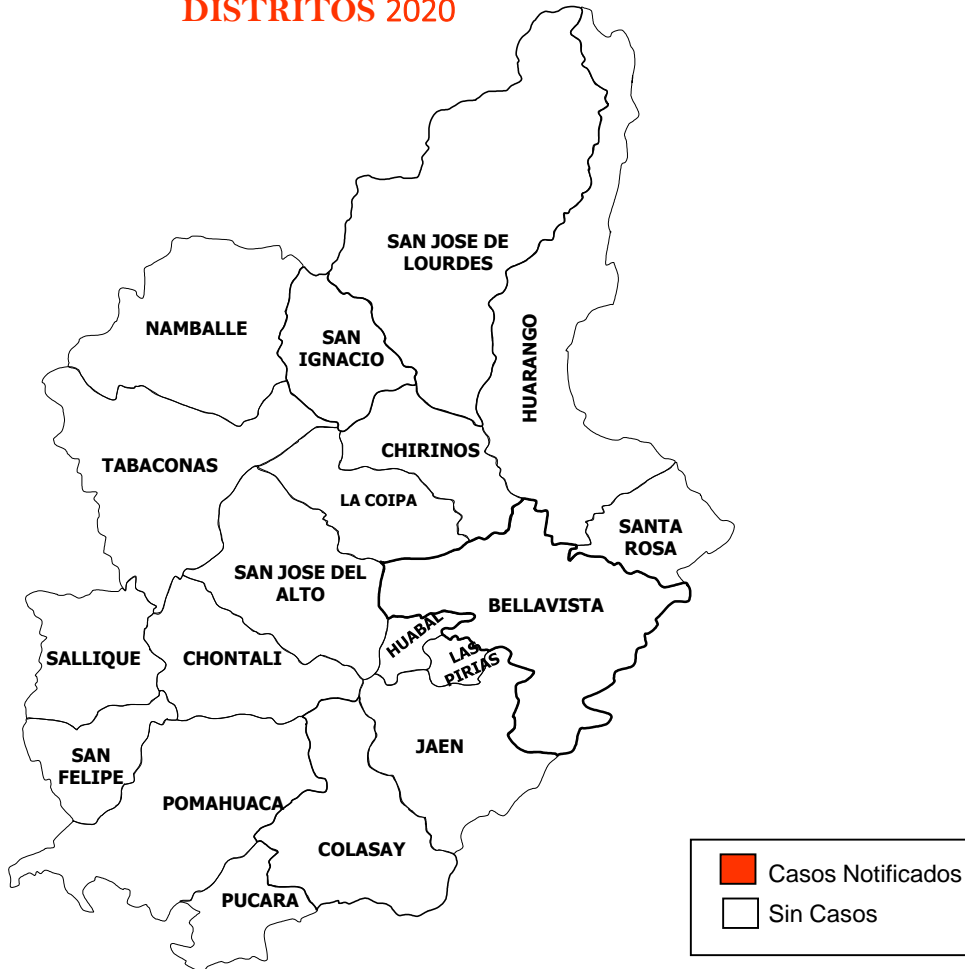 DISTRITOS 2020
SAN JOSE DE
LOURDES
NAMBALLE
SAN
IGNACIO
HUARANGO
CHIRINOS
TABACONAS
LA COIPA
SANTA
ROSA
SAN JOSE DEL
ALTO
BELLAVISTA
HUABAL
LAS
PIRIAS
SALLIQUE
CHONTALI
JAEN
SAN
FELIPE
POMAHUACA
COLASAY
PUCARA
Casos Notificados
Sin Casos